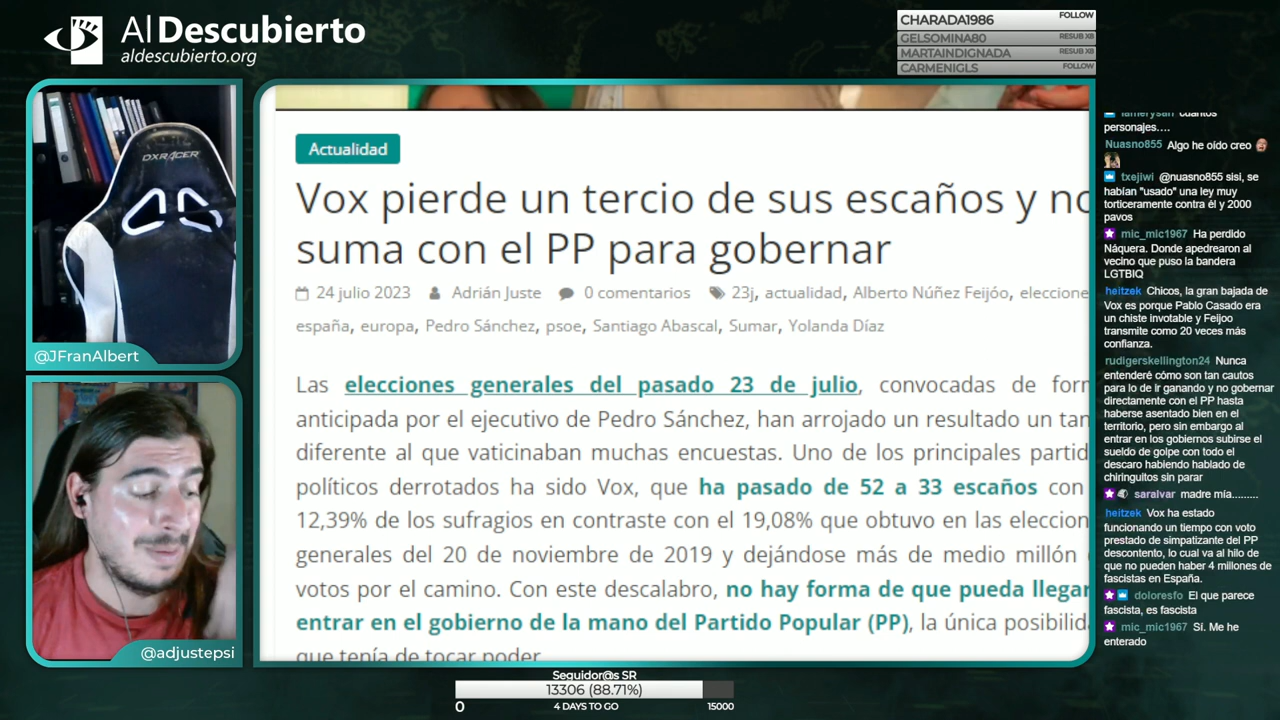 Al Descubierto
aldescubierto.org
CHARADA1986 FOLLOW
GELSOMINA80 RESUB X8
MARTAINDIGNADA RESUB X8
CARMENIGLS FOLLOW
DXRACER
@JFranAlbert
@adjustepsi
Actualidad
Vox pierde un tercio de sus escaños y no
suma con el PP para gobernar
24 julio 2023 Adrián Juste 0 comentarios 23j, actualidad, Alberto Núñez Feijóo, eleccione
españa, europa, Pedro Sánchez, psoe, Santiago Abascal, Sumar, Yolanda Díaz
Las elecciones generales del pasado 23 de julio, convocadas de for
anticipada por el ejecutivo de Pedro Sánchez, han arrojado un resultado un tan
diferente al que vaticinaban muchas encuestas. Uno de los principales partid
políticos derrotados ha sido Vox, que ha pasado de 52 a 33 escaños con
12,39% de los sufragios en contraste con el 19,08% que obtuvo en las eleccion
generales del 20 de noviembre de 2019 y dejándose más de medio millón
votos por el camino. Con este descalabro, no hay forma de que pueda llegar
entrar en el gobierno de la mano del Partido Popular (PP), la única posibilida
que tenía de tocar poder
cuantos
personajes....
Nuasno855 Algo he oído creo
txejiwi @nuasno855 sisi, se
habían "usado" una ley muy
torticeramente contra él y 2000
pavos
mic_mic1967 Ha perdido
Náquera. Donde apedrearon al
vecino que puso la bandera
LGTBIQ
heitzek Chicos, la gran bajada de
Vox es porque Pablo Casado era
un chiste invotable y Feijoo
transmite como 20 veces más
confianza.
rudigerskellington24 Nunca
entenderé cómo son tan cautos
para lo de ir ganando y no gobernar
directamente con el PP hasta
haberse asentado bien en el
territorio, pero sin embargo al
entrar en los gobiernos subirse el
sueldo de golpe con todo el
descaro habiendo hablado de
chiringuitos sin parar
saralvar madre mía.........
heitzek Vox ha estado
funcionando un tiempo con voto
prestado de simpatizante del PP
descontento, lo cual va al hilo de
que no pueden haber 4 millones de
fascistas en España.
doloresfo El que parece
fascista, es fascista
mic_mic1967 Si. Me he
enterado
Seguidor@s SR
13306 (88.71%)
0 4 DAYS TO GO 15000